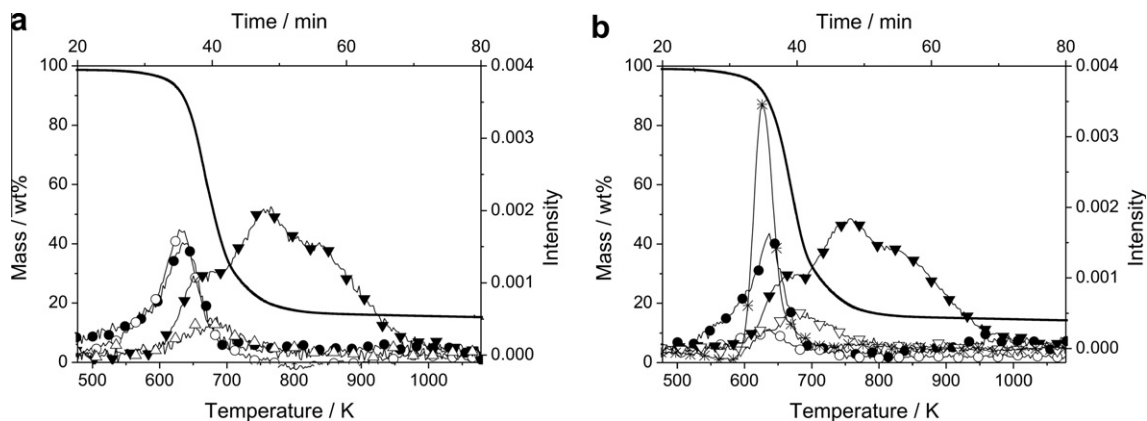 a
Time / min
20 40 60 80
100 0.004
80 0.003
60 0.002
40 0.001
20 0.000
0
Mass / wt%
Intensity
500 600 700 800 900 1000
Temperature / K
b
Time / min
20 40 60 80
100 0.004
80 0.003
60 0.002
40 0.001
20 0.000
0
Mass / wt%
Intensity
500 600 700 800 900 1000
Temperature / K